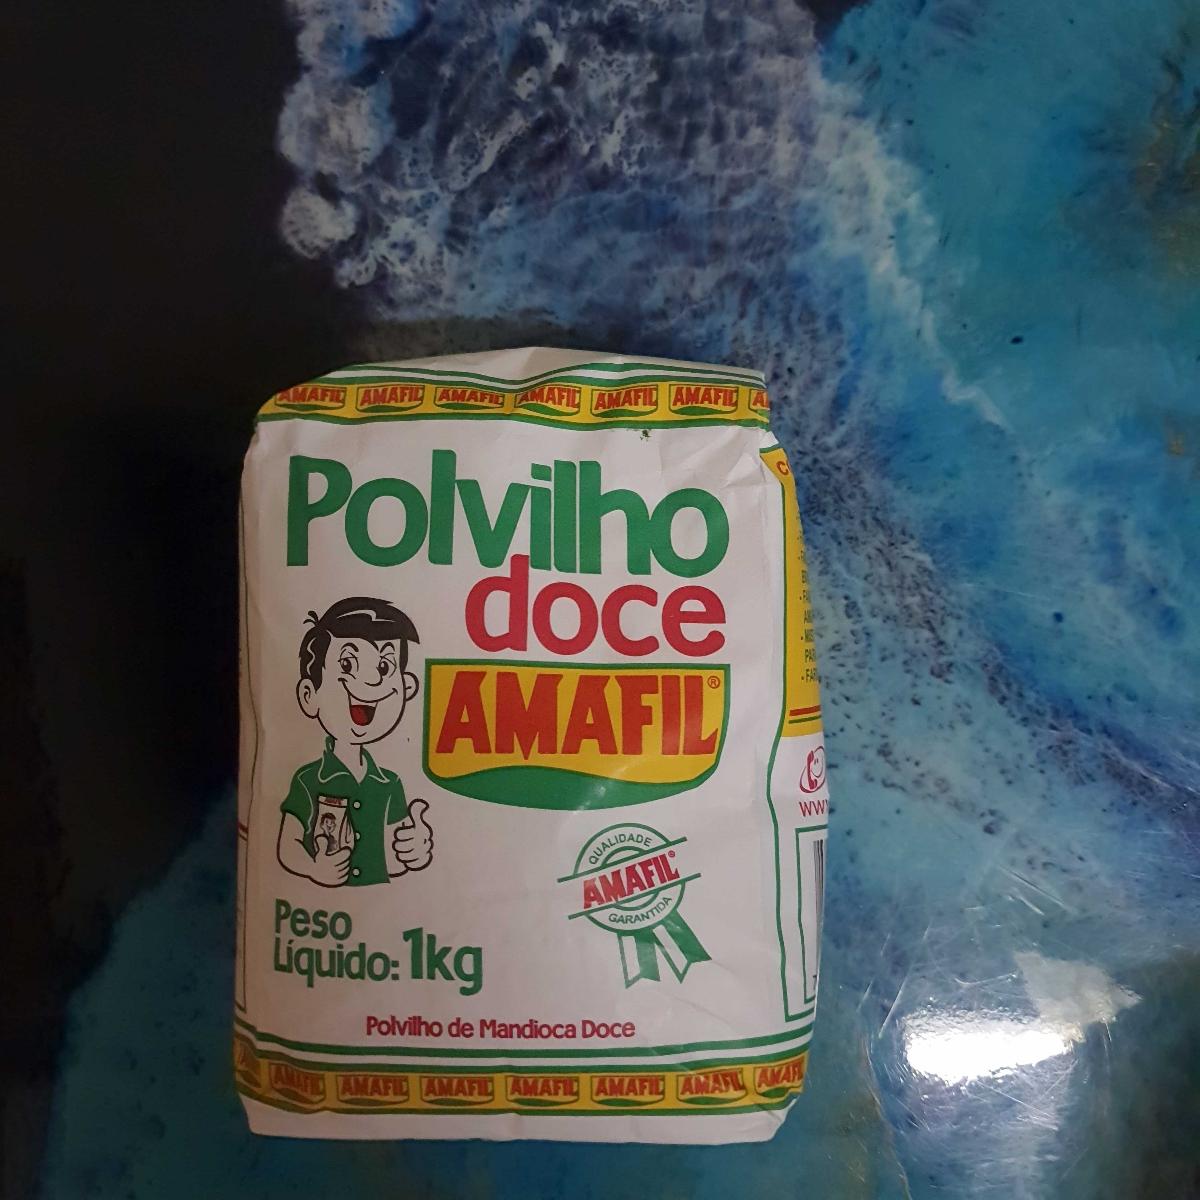 AMAFIL AMAFIL AMAFIL AMAFIL AMAFIL AMAFIL
Polvilho
doce
AMAFIL®
QUALIDADE
AMAFIL®
GARANTIDA
Peso
Líquido: 1kg
Polvilho de Mandioca Doce
AMAFIL AMAFIL AMAFIL AMAFIL AMAFIL AMAFIL AMAFIL